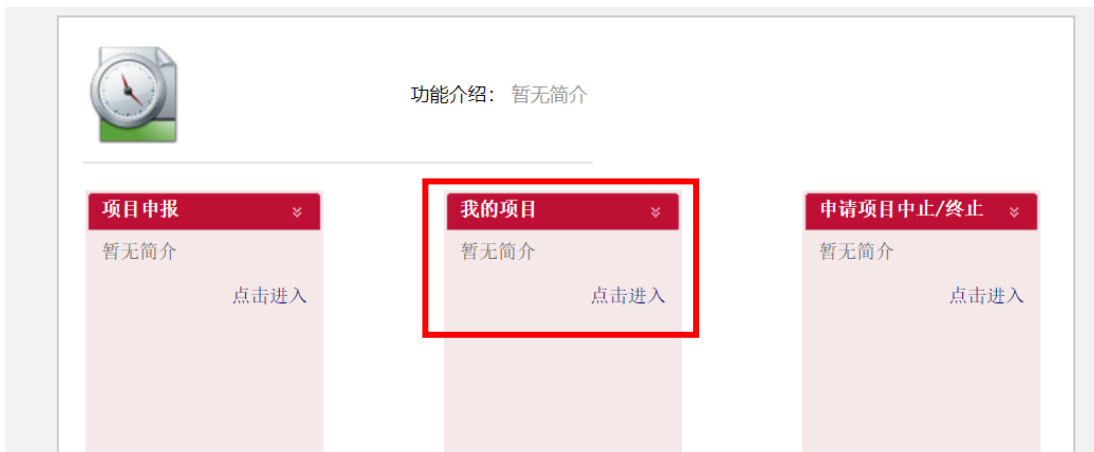 功能介绍： 暂无简介
项目申报
暂无简介
点击进入
我的项目
暂无简介
点击进入
申请项目中止/终止
暂无简介
点击进入